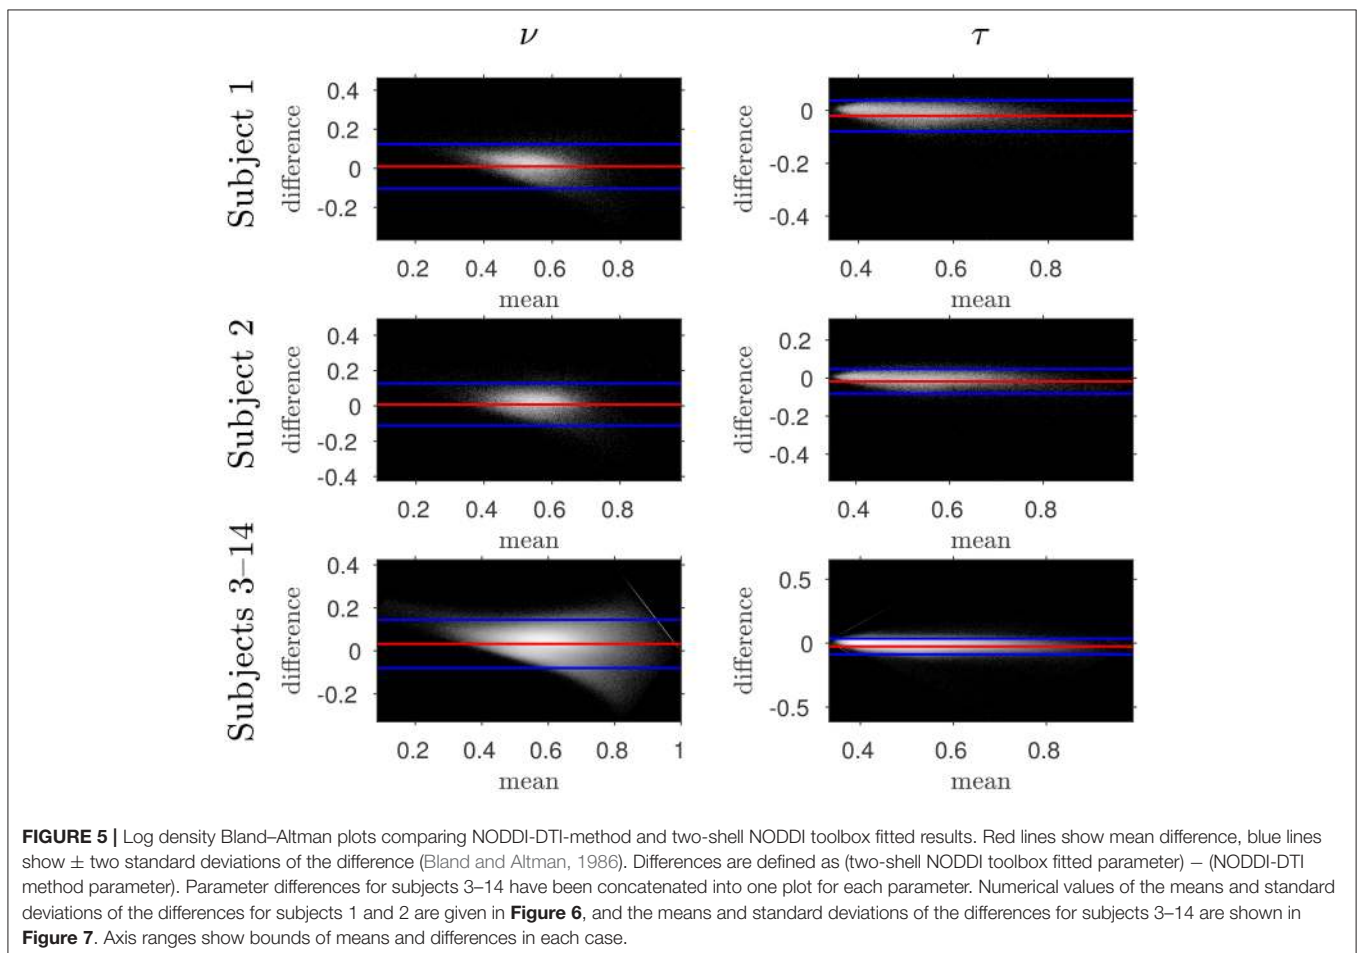 ν
τ
Subject 1
difference
0.4
0.2
0
-0.2
0.2
0.4
0.6
0.8
mean
difference
0
-0.2
-0.4
0.4
0.6
0.8
mean
Subject 2
difference
0.4
0.2
0
-0.2
-0.4
0.2
0.4
0.6
0.8
mean
difference
0.2
0
-0.2
-0.4
0.4
0.6
0.8
mean
Subjects 3–14
difference
0.4
0.2
0
-0.2
0.2
0.4
0.6
0.8
1
mean
difference
0.5
0
-0.5
0.4
0.6
0.8
mean
FIGURE 5 | Log density Bland–Altman plots comparing NODDI-DTI-method and two-shell NODDI toolbox fitted results. Red lines show mean difference, blue lines
show ± two standard deviations of the difference (Bland and Altman, 1986). Differences are defined as (two-shell NODDI toolbox fitted parameter) − (NODDI-DTI
method parameter). Parameter differences for subjects 3–14 have been concatenated into one plot for each parameter. Numerical values of the means and standard
deviations of the differences for subjects 1 and 2 are given in Figure 6, and the means and standard deviations of the differences for subjects 3–14 are shown in
Figure 7. Axis ranges show bounds of means and differences in each case.